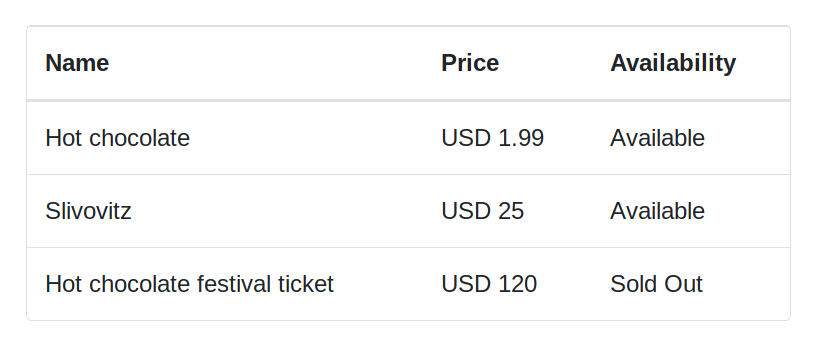 Name Price Availability
Hot chocolate USD 1.99 Available
Slivovitz USD 25 Available
Hot chocolate festival ticket USD 120 Sold Out